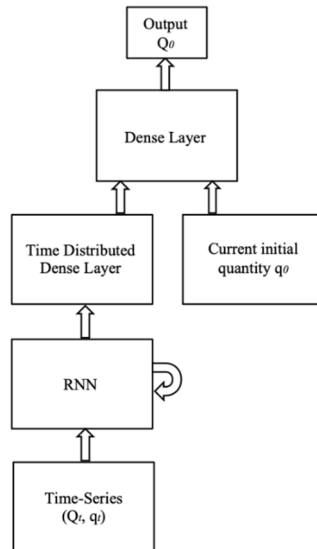 Output
Q₀
Dense Layer
Time Distributed
Dense Layer
Current initial
quantity q₀
RNN
Time-Series
(Qₜ, qₜ)